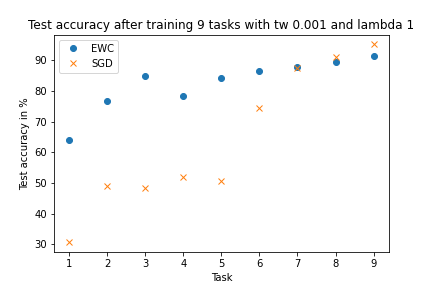 Test accuracy after training 9 tasks with tw 0.001 and lambda 1
EWC
SGD
90
80
70
60
50
40
30
Test accuracy in %
1 2 3 4 5 6 7 8 9
Task